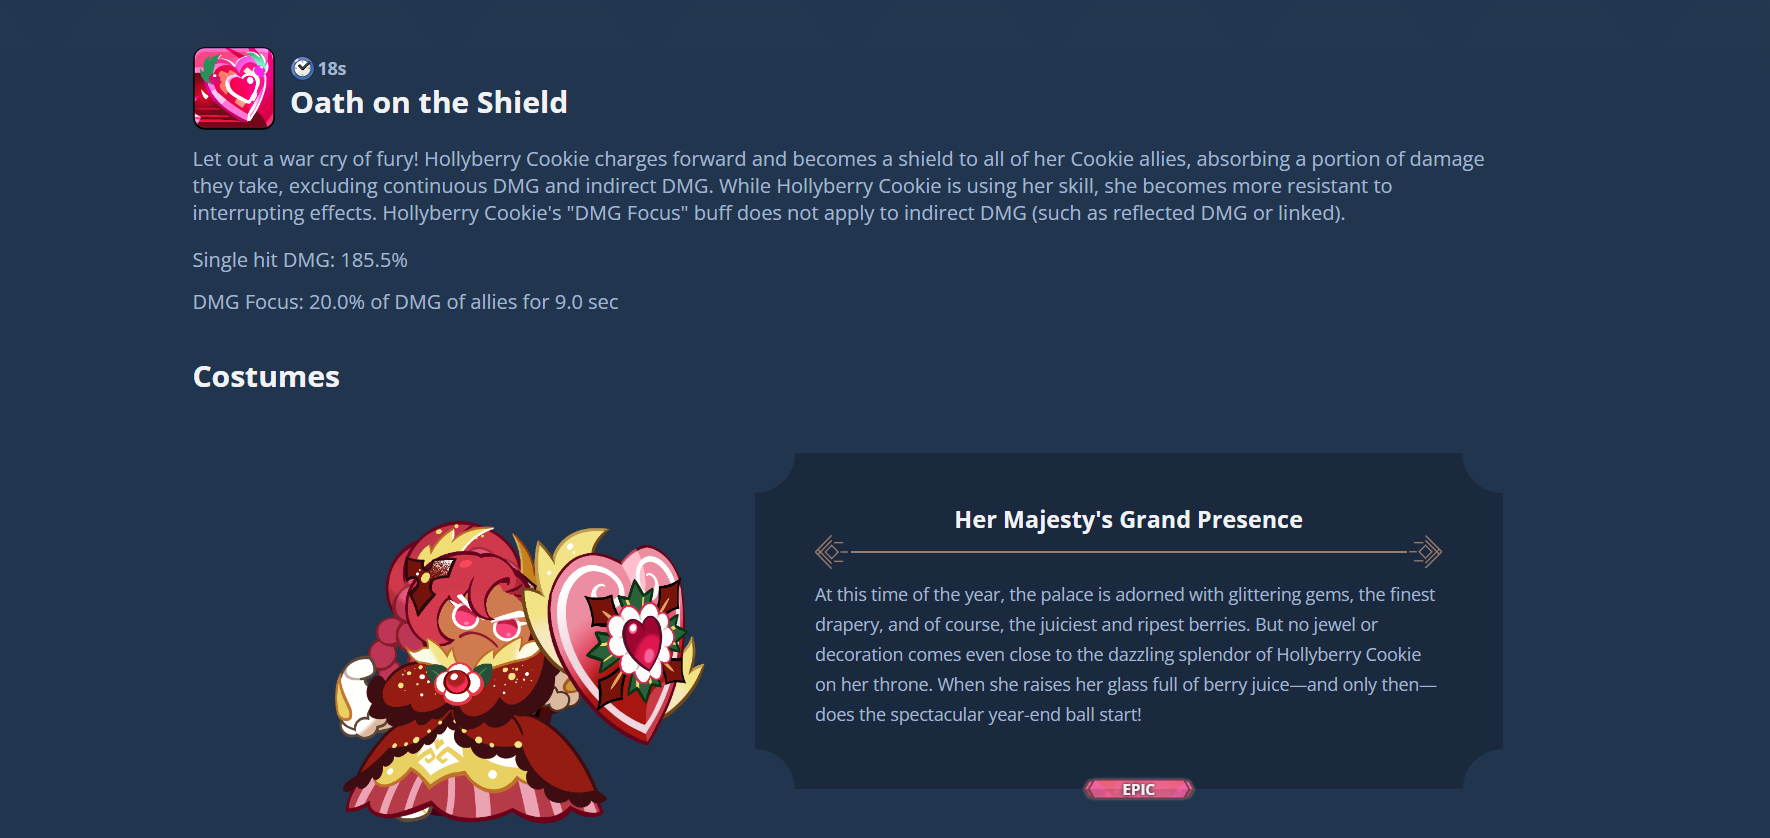 18s
Oath on the Shield
Let out a war cry of fury! Hollyberry Cookie charges forward and becomes a shield to all of her Cookie allies, absorbing a portion of damage
they take, excluding continuous DMG and indirect DMG. While Hollyberry Cookie is using her skill, she becomes more resistant to
interrupting effects. Hollyberry Cookie's "DMG Focus" buff does not apply to indirect DMG (such as reflected DMG or linked).
Single hit DMG: 185.5%
DMG Focus: 20.0% of DMG of allies for 9.0 sec
Costumes
Her Majesty's Grand Presence
At this time of the year, the palace is adorned with glittering gems, the finest
drapery, and of course, the juiciest and ripest berries. But no jewel or
decoration comes even close to the dazzling splendor of Hollyberry Cookie
on her throne. When she raises her glass full of berry juice—and only then—
does the spectacular year-end ball start!
EPIC